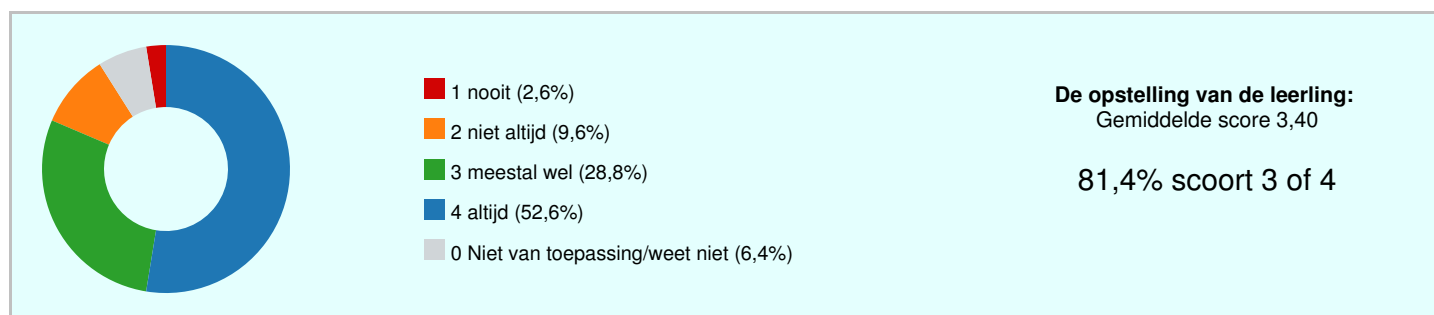 1 nooit (2,6%)
2 niet altijd (9,6%)
3 meestal wel (28,8%)
4 altijd (52,6%)
0 Niet van toepassing/weet niet (6,4%)
De opstelling van de leerling:
Gemiddelde score 3,40
81,4% scoort 3 of 4